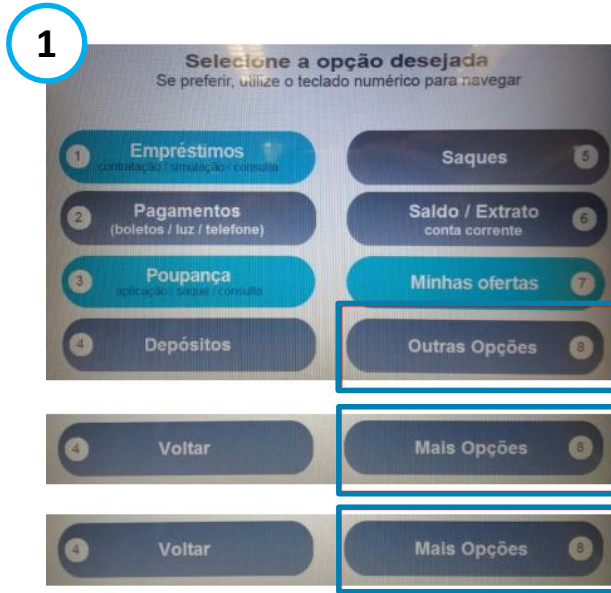 1
Selecione a opção desejada
Se preferir, utilize o teclado numérico para navegar
1 Empréstimos
contratação / simulação / consulta
Saques 5
2 Pagamentos
(boletos / luz / telefone)
Saldo / Extrato 6
conta corrente
3 Poupança
aplicação / saque / consulta
Minhas ofertas 7
4 Depósitos
Outras Opções 8
4 Voltar
Mais Opções 8
4 Voltar
Mais Opções 8